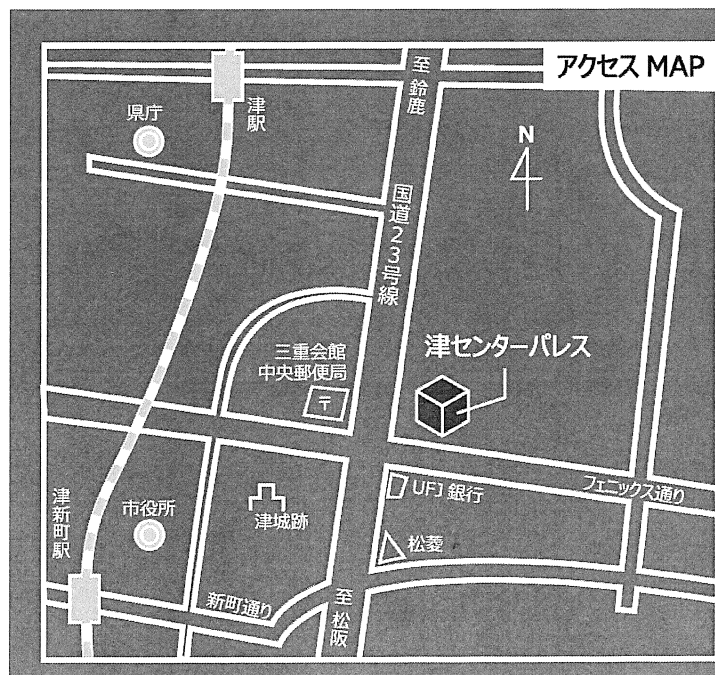 アクセス MAP
至 鈴鹿
津駅
県庁
N
国道23号線
三重会館
中央郵便局
〒
津センターパレス
UFJ 銀行
フェニックス通り
津新町駅
市役所
津城跡
松菱
新町通り
至 松阪